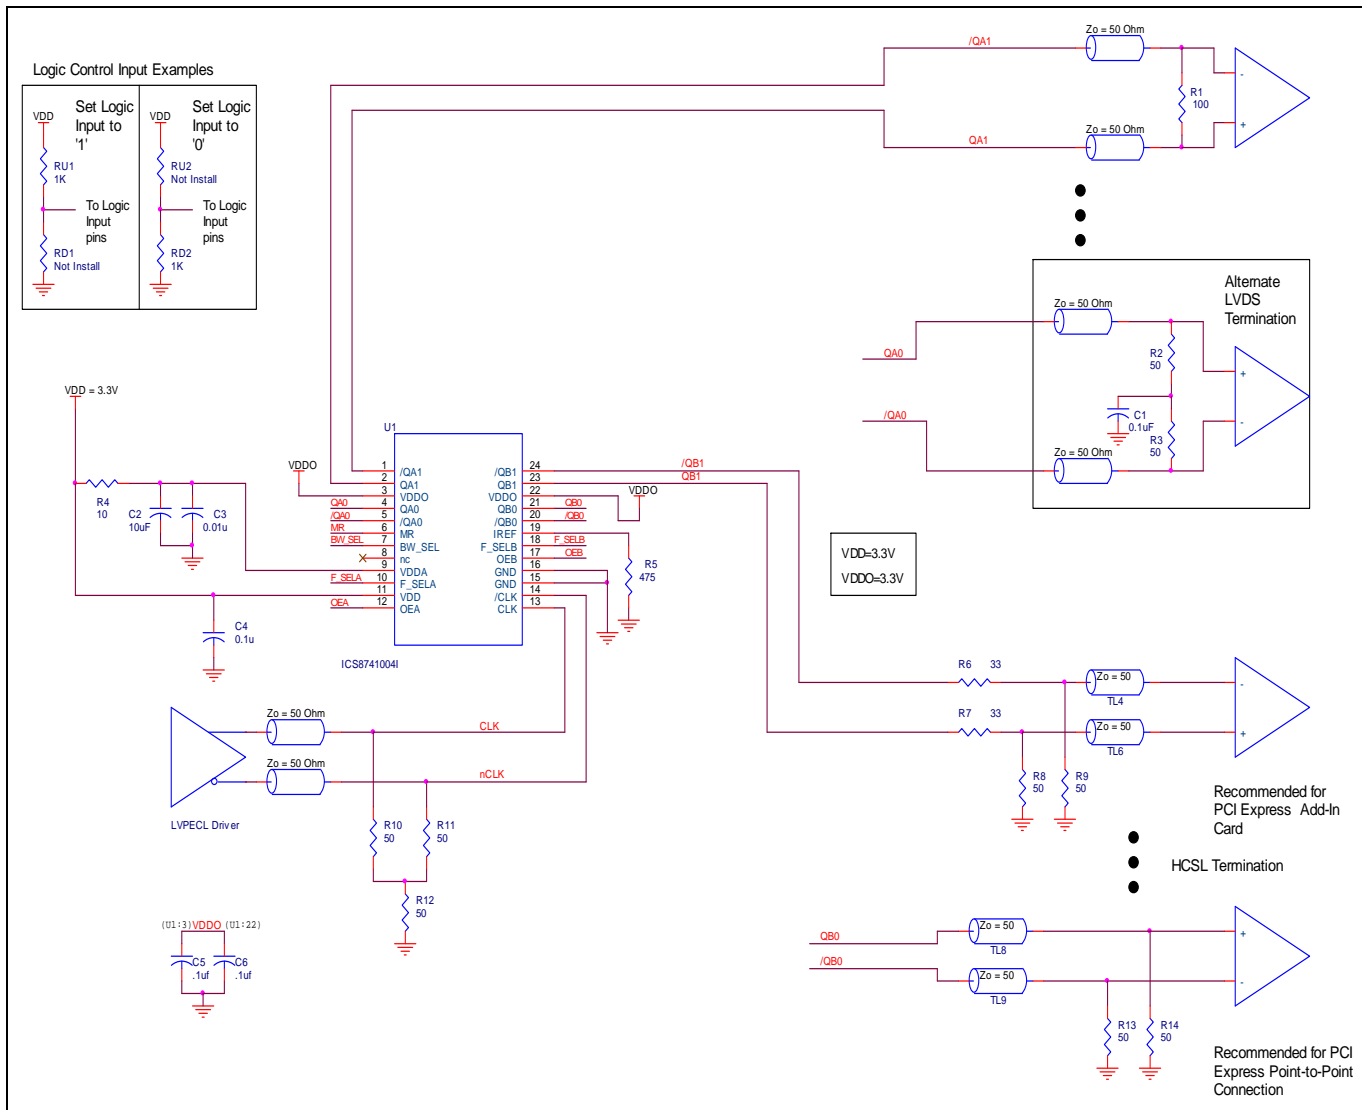 Logic Control Input Examples
Set Logic
Input to
'1'
VDD
RU1
1K
To Logic
Input
pins
RD1
Not Install
Set Logic
Input to
'0'
VDD
RU2
Not Install
To Logic
Input
pins
RD2
1K
/QA1
Zo = 50 Ohm
R1
100
-
+
QA1
Zo = 50 Ohm
Alternate
LVDS
Termination
Zo = 50 Ohm
QA0
R2
50
+
-
C1
0.1uF
/QA0
R3
50
Zo = 50 Ohm
VDD = 3.3V
R4
10
C2
10uF
C3
0.01u
C4
0.1u
VDDO
QA0
/QA0
MR
BW_SEL
F_SELA
OEA
U1
1 /QA1
2 QA1
3 VDDO
4 QA0
5 /QA0
6 MR
7 BW_SEL
8 nc
9 VDDA
10 F_SELA
11 VDD
12 OEA
/QB1 24
QB1 23
VDDO 22
QB0 21
/QB0 20
IREF 19
F_SELB 18
OEB 17
GND 16
GND 15
/CLK 14
CLK 13
ICS8741004I
/QB1
QB1
VDDO
QB0
/QB0
F_SELB
OEB
R5
475
VDD=3.3V
VDDO=3.3V
R6 33
Zo = 50
TL4
R7 33
Zo = 50
TL6
-
+
R8
50
R9
50
Recommended for
PCI Express Add-In
Card
HCSL Termination
Zo = 50 Ohm
CLK
Zo = 50 Ohm
nCLK
LVPECL Driver
R10
50
R11
50
R12
50
(U1:3) VDDO (U1:22)
C5
.1uf
C6
.1uf
QB0
Zo = 50
TL8
/QB0
Zo = 50
TL9
+
-
R13
50
R14
50
Recommended for PCI
Express Point-to-Point
Connection